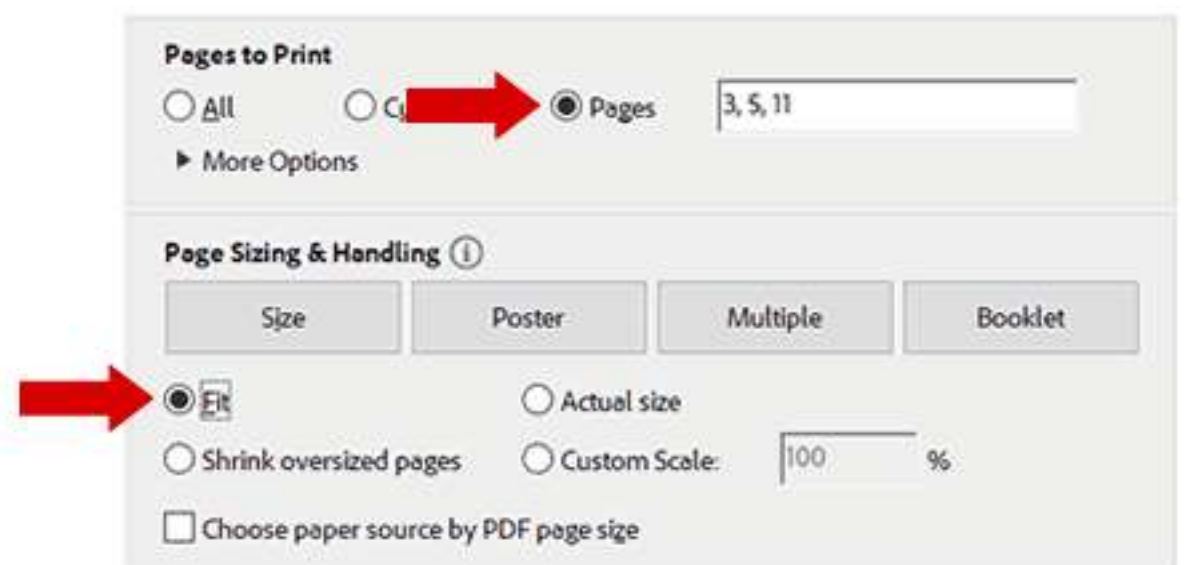 Pages to Print
All Pages 3, 5, 11
More Options
Page Sizing & Handling
Size Poster Multiple Booklet
Fit Actual size
Shrink oversized pages Custom Scale: 100 %
Choose paper source by PDF page size